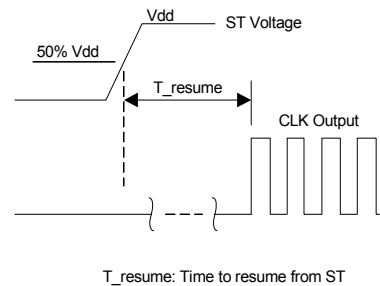 Vdd
ST Voltage
50% Vdd
T_resume
CLK Output
T_resume: Time to resume from ST